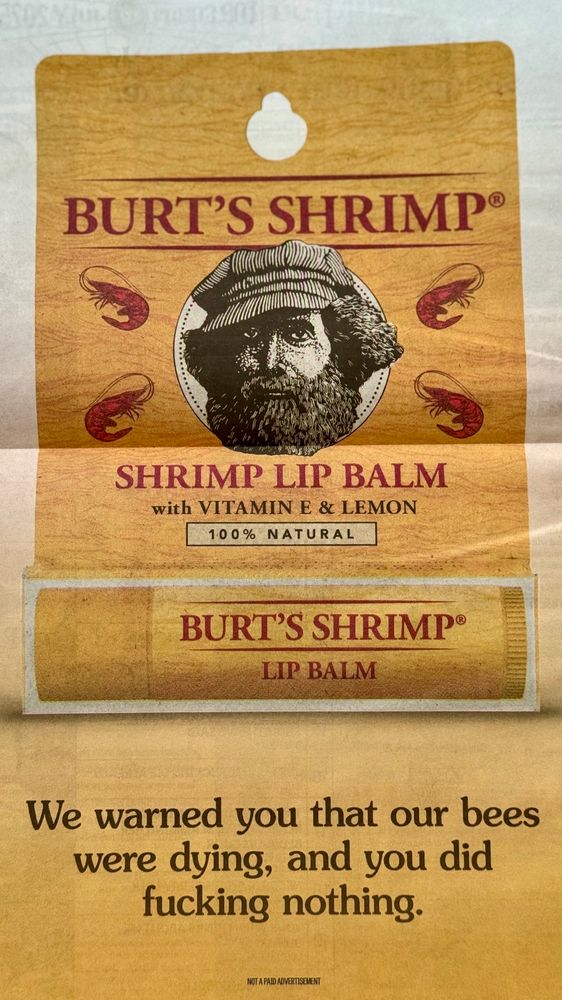 BURT'S SHRIMP®
SHRIMP LIP BALM
with VITAMIN E & LEMON
100% NATURAL
BURT'S SHRIMP®
LIP BALM
We warned you that our bees
were dying, and you did
fucking nothing.
NOT A PAID ADVERTISEMENT